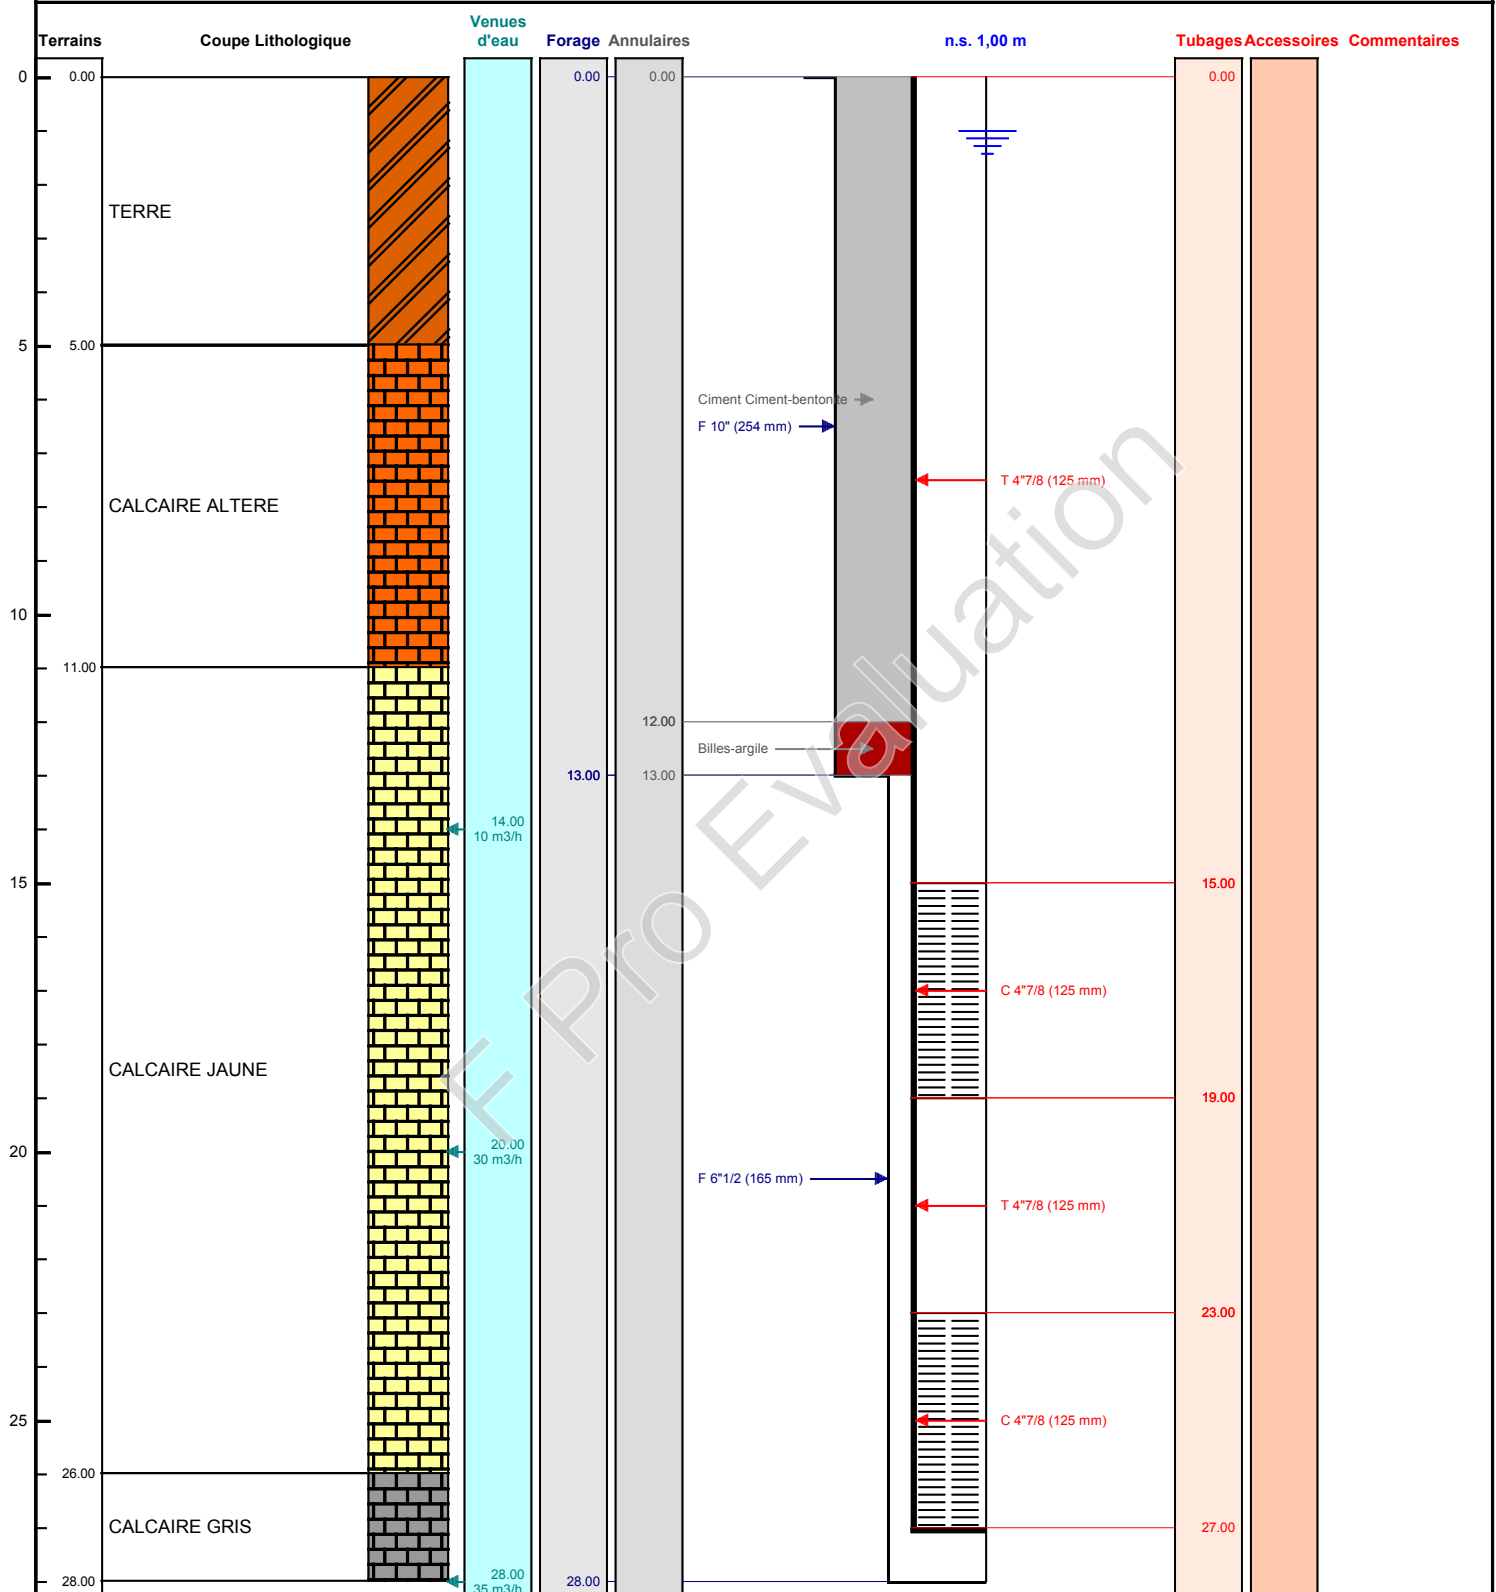 Terrains
Coupe Lithologique
Venues
d'eau
Forage
Annulaires
n.s. 1,00 m
Tubages
Accessoires
Commentaires
0
0.00
0.00
0.00
0.00
TERRE
5
5.00
Ciment Ciment-bentonite
F 10" (254 mm)
T 4"7/8 (125 mm)
CALCAIRE ALTERE
10
11.00
12.00
Billes-argile
13.00
13.00
14.00
10 m3/h
15
15.00
C 4"7/8 (125 mm)
CALCAIRE JAUNE
19.00
20
20.00
30 m3/h
F 6"1/2 (165 mm)
T 4"7/8 (125 mm)
23.00
25
C 4"7/8 (125 mm)
26.00
CALCAIRE GRIS
27.00
28.00
28.00
35 m3/h
28.00
F Pro Evaluation